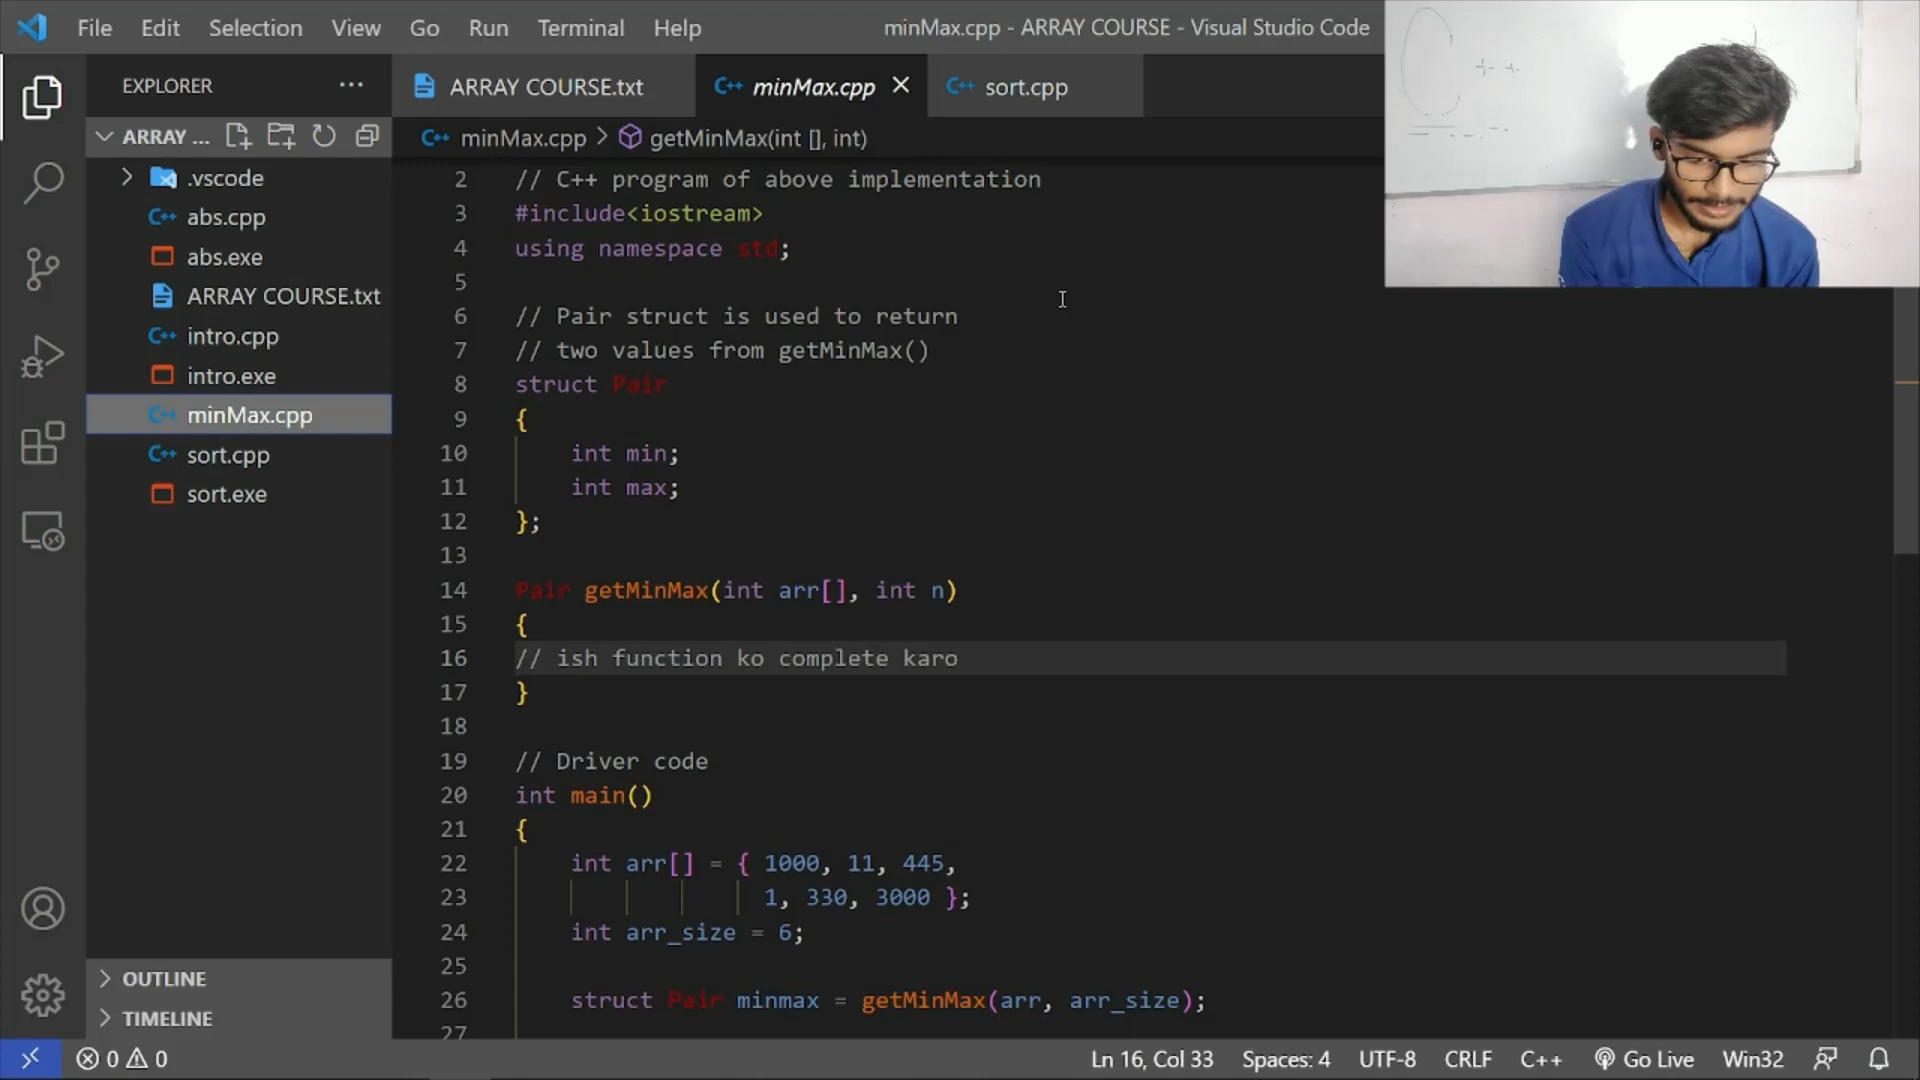 File Edit Selection View Go Run Terminal Help minMax.cpp - ARRAY COURSE - Visual Studio Code
EXPLORER ···
ARRAY ...
.vscode
abs.cpp
abs.exe
ARRAY COURSE.txt
intro.cpp
intro.exe
minMax.cpp
sort.cpp
sort.exe
OUTLINE
TIMELINE
ARRAY COURSE.txt minMax.cpp sort.cpp
minMax.cpp > getMinMax(int [], int)
2 // C++ program of above implementation
3 #include<iostream>
4 using namespace std;
5
6 // Pair struct is used to return
7 // two values from getMinMax()
8 struct Pair
9 {
10 int min;
11 int max;
12 };
13
14 Pair getMinMax(int arr[], int n)
15 {
16 // ish function ko complete karo
17 }
18
19 // Driver code
20 int main()
21 {
22 int arr[] = { 1000, 11, 445,
23 1, 330, 3000 };
24 int arr_size = 6;
25
26 struct Pair minmax = getMinMax(arr, arr_size);
27
C++
0 0 Ln 16, Col 33 Spaces: 4 UTF-8 CRLF C++ Go Live Win32